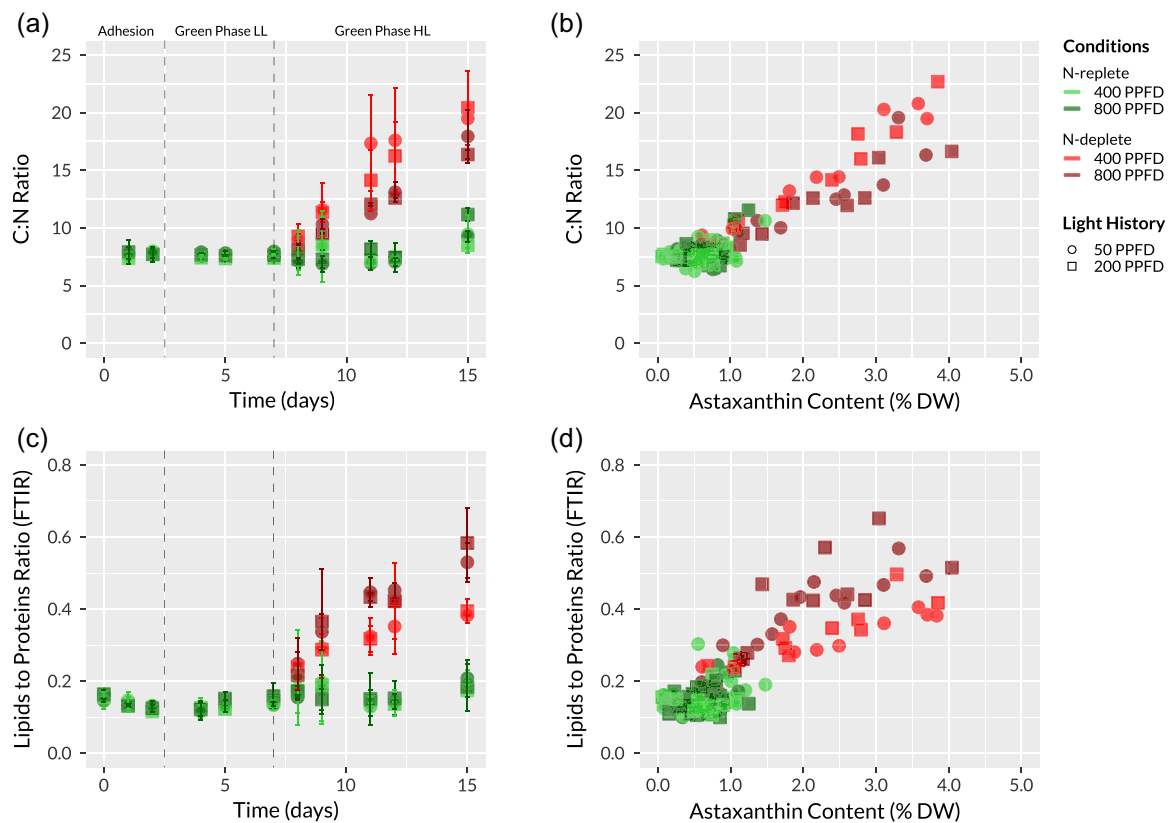 (a)
Adhesion Green Phase LL Green Phase HL
25
20
15
10
5
0
C:N Ratio
0 5 10 15
Time (days)
(b)
25
20
15
10
5
0
C:N Ratio
0.0 1.0 2.0 3.0 4.0 5.0
Astaxanthin Content (% DW)
Conditions
N-replete
400 PPFD
800 PPFD
N-deplete
400 PPFD
800 PPFD
Light History
50 PPFD
200 PPFD
(c)
0.8
0.6
0.4
0.2
0.0
Lipids to Proteins Ratio (FTIR)
0 5 10 15
Time (days)
(d)
0.8
0.6
0.4
0.2
0.0
Lipids to Proteins Ratio (FTIR)
0.0 1.0 2.0 3.0 4.0 5.0
Astaxanthin Content (% DW)